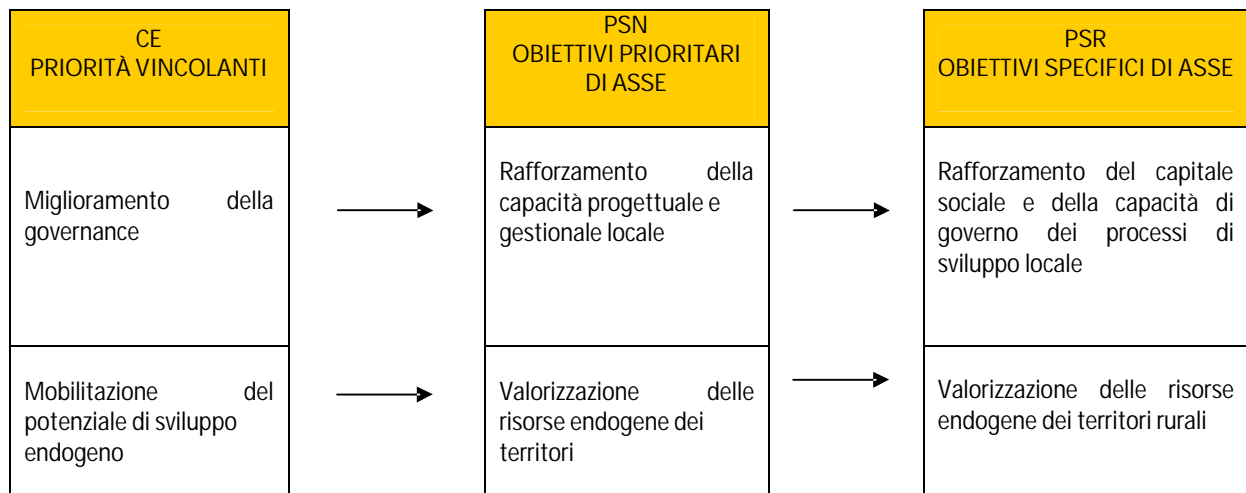 CE
PRIORITÀ VINCOLANTI
PSN
OBIETTIVI PRIORITARI
DI ASSE
PSR
OBIETTIVI SPECIFICI DI ASSE
Miglioramento della
governance
Rafforzamento della
capacità progettuale e
gestionale locale
Rafforzamento del capitale
sociale e della capacità di
governo dei processi di
sviluppo locale
Mobilitazione del
potenziale di sviluppo
endogeno
Valorizzazione delle
risorse endogene dei
territori
Valorizzazione delle risorse
endogene dei territori rurali